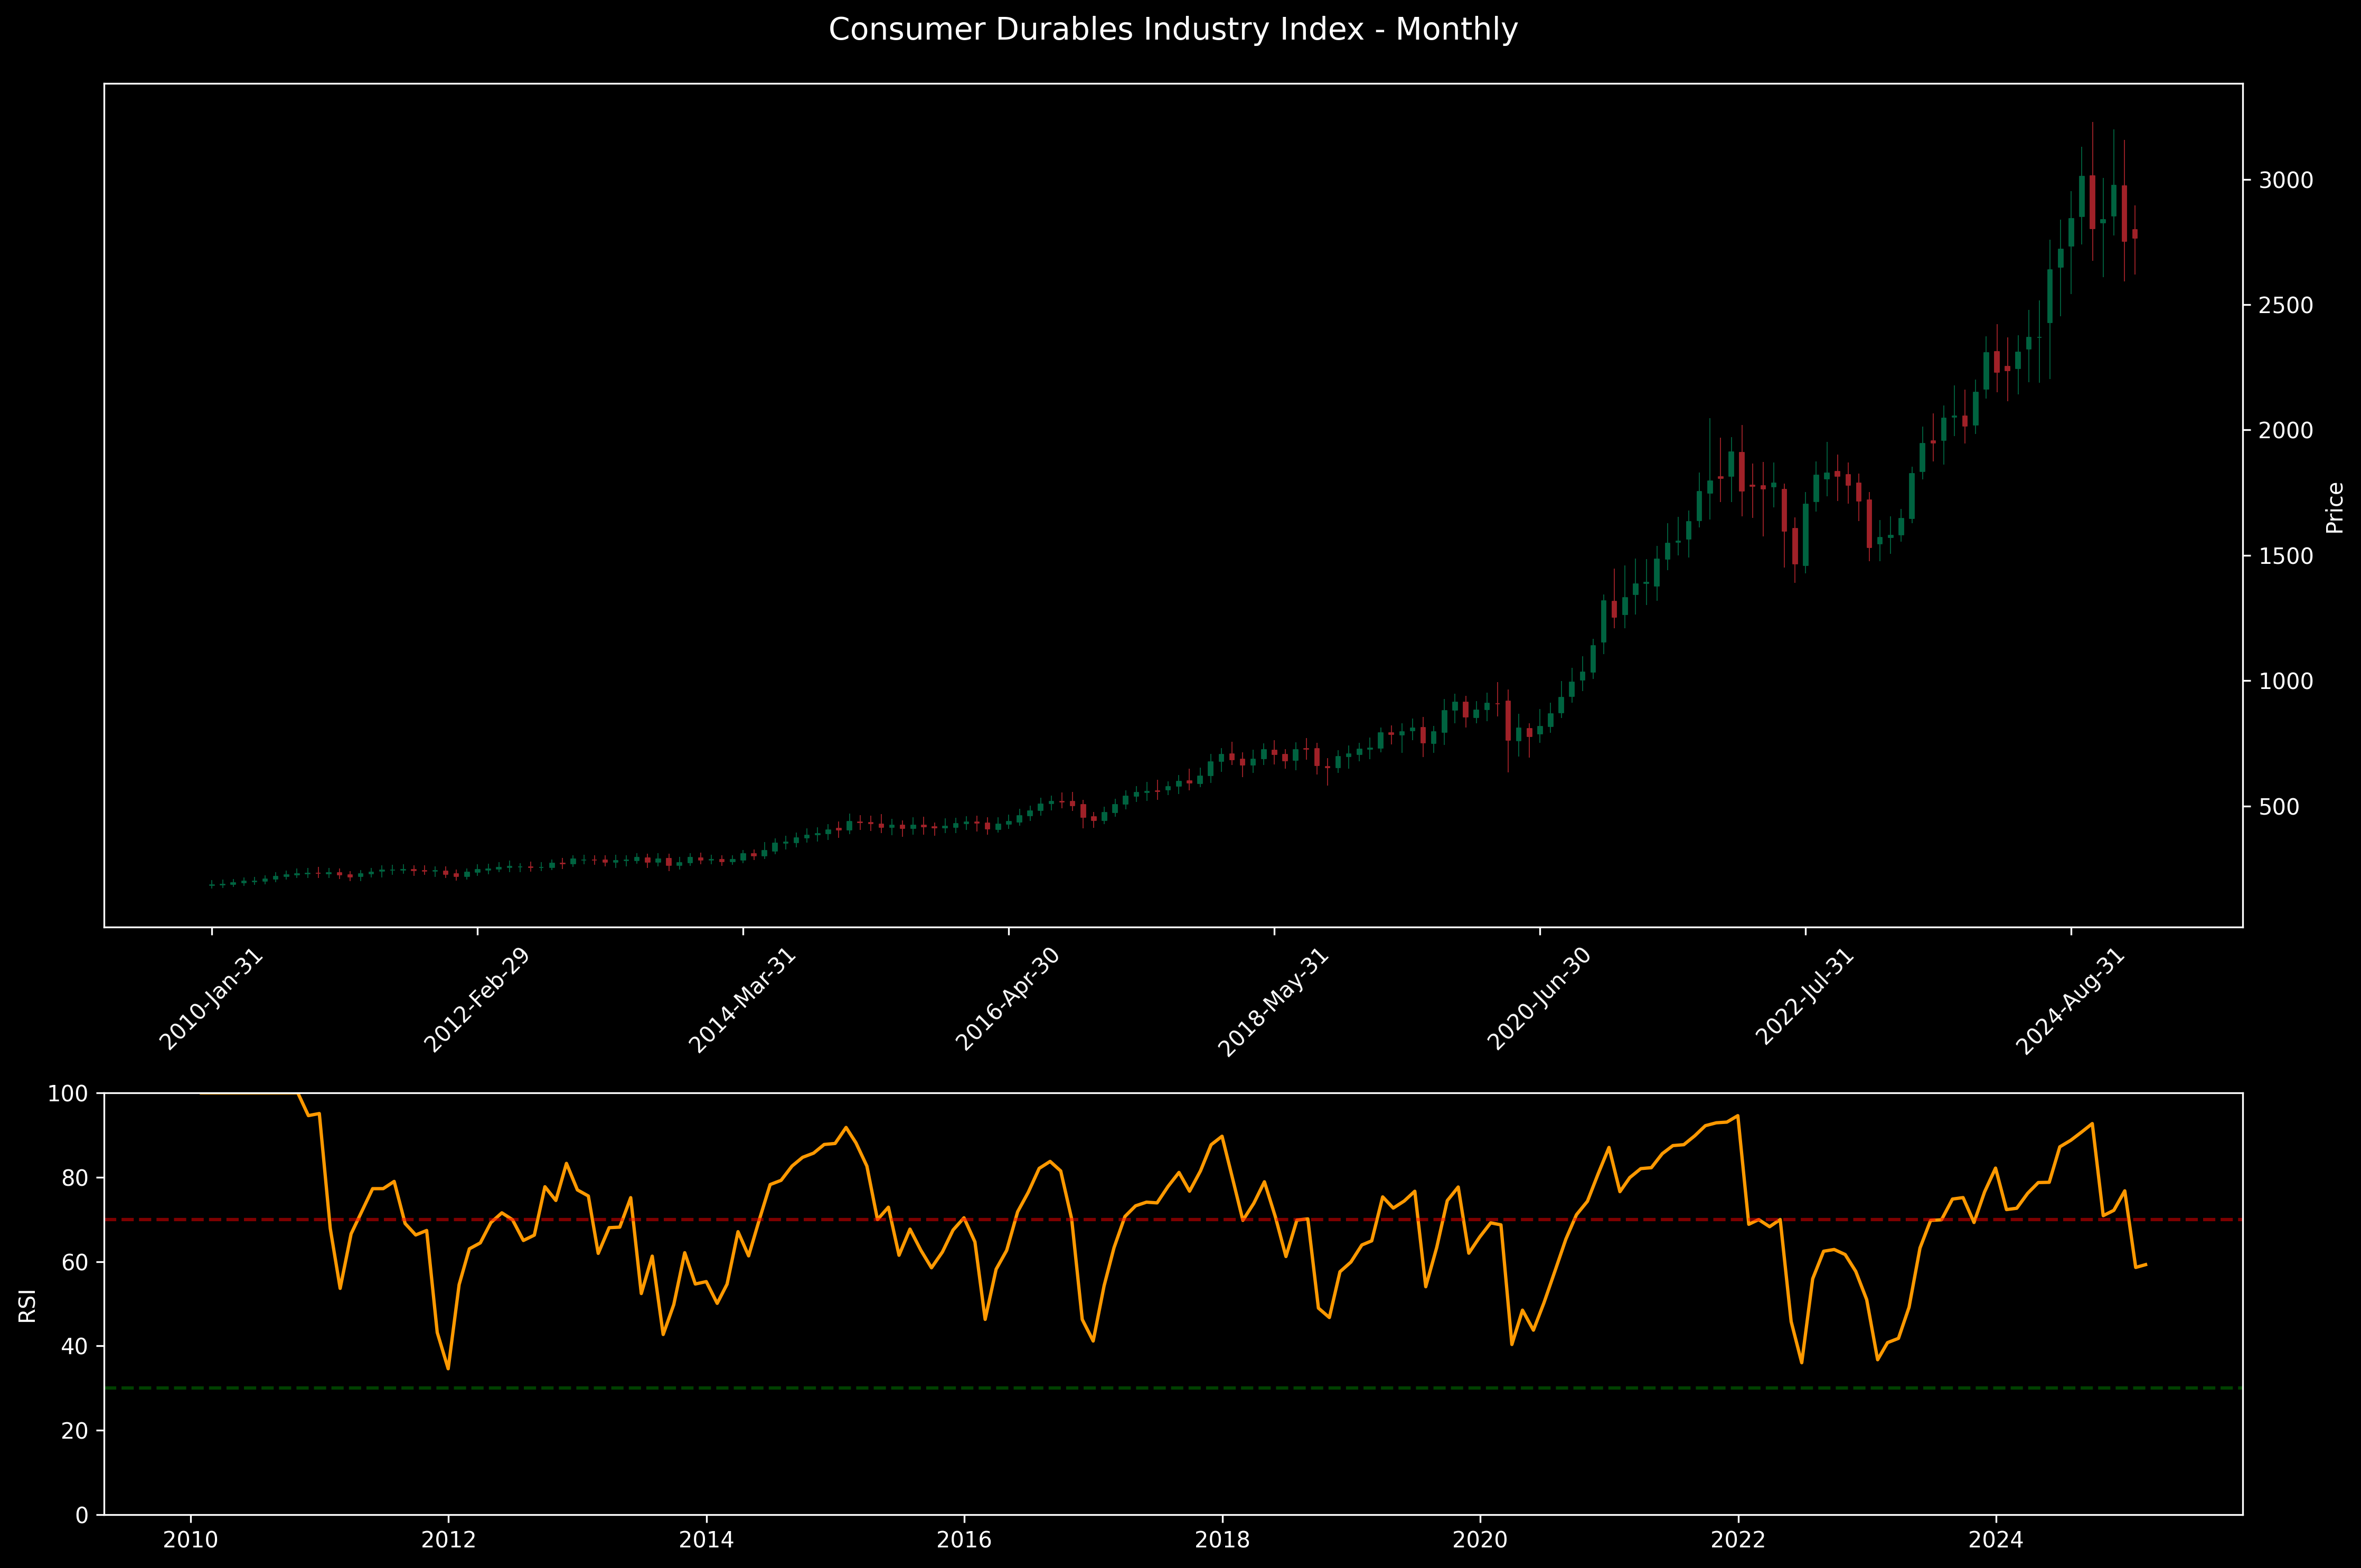 Consumer Durables Industry Index - Monthly
3000
2500
2000
1500
1000
500
Price
2010-Jan-31
2012-Feb-29
2014-Mar-31
2016-Apr-30
2018-May-31
2020-Jun-30
2022-Jul-31
2024-Aug-31
100
80
60
40
20
0
RSI
2010
2012
2014
2016
2018
2020
2022
2024